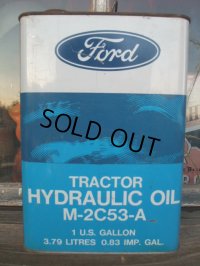 Ford
SOLD OUT
TRACTOR
HYDRAULIC OIL
M-2C53-A
1 U.S. GALLON
3.79 LITRES 0.83 IMP. GAL.